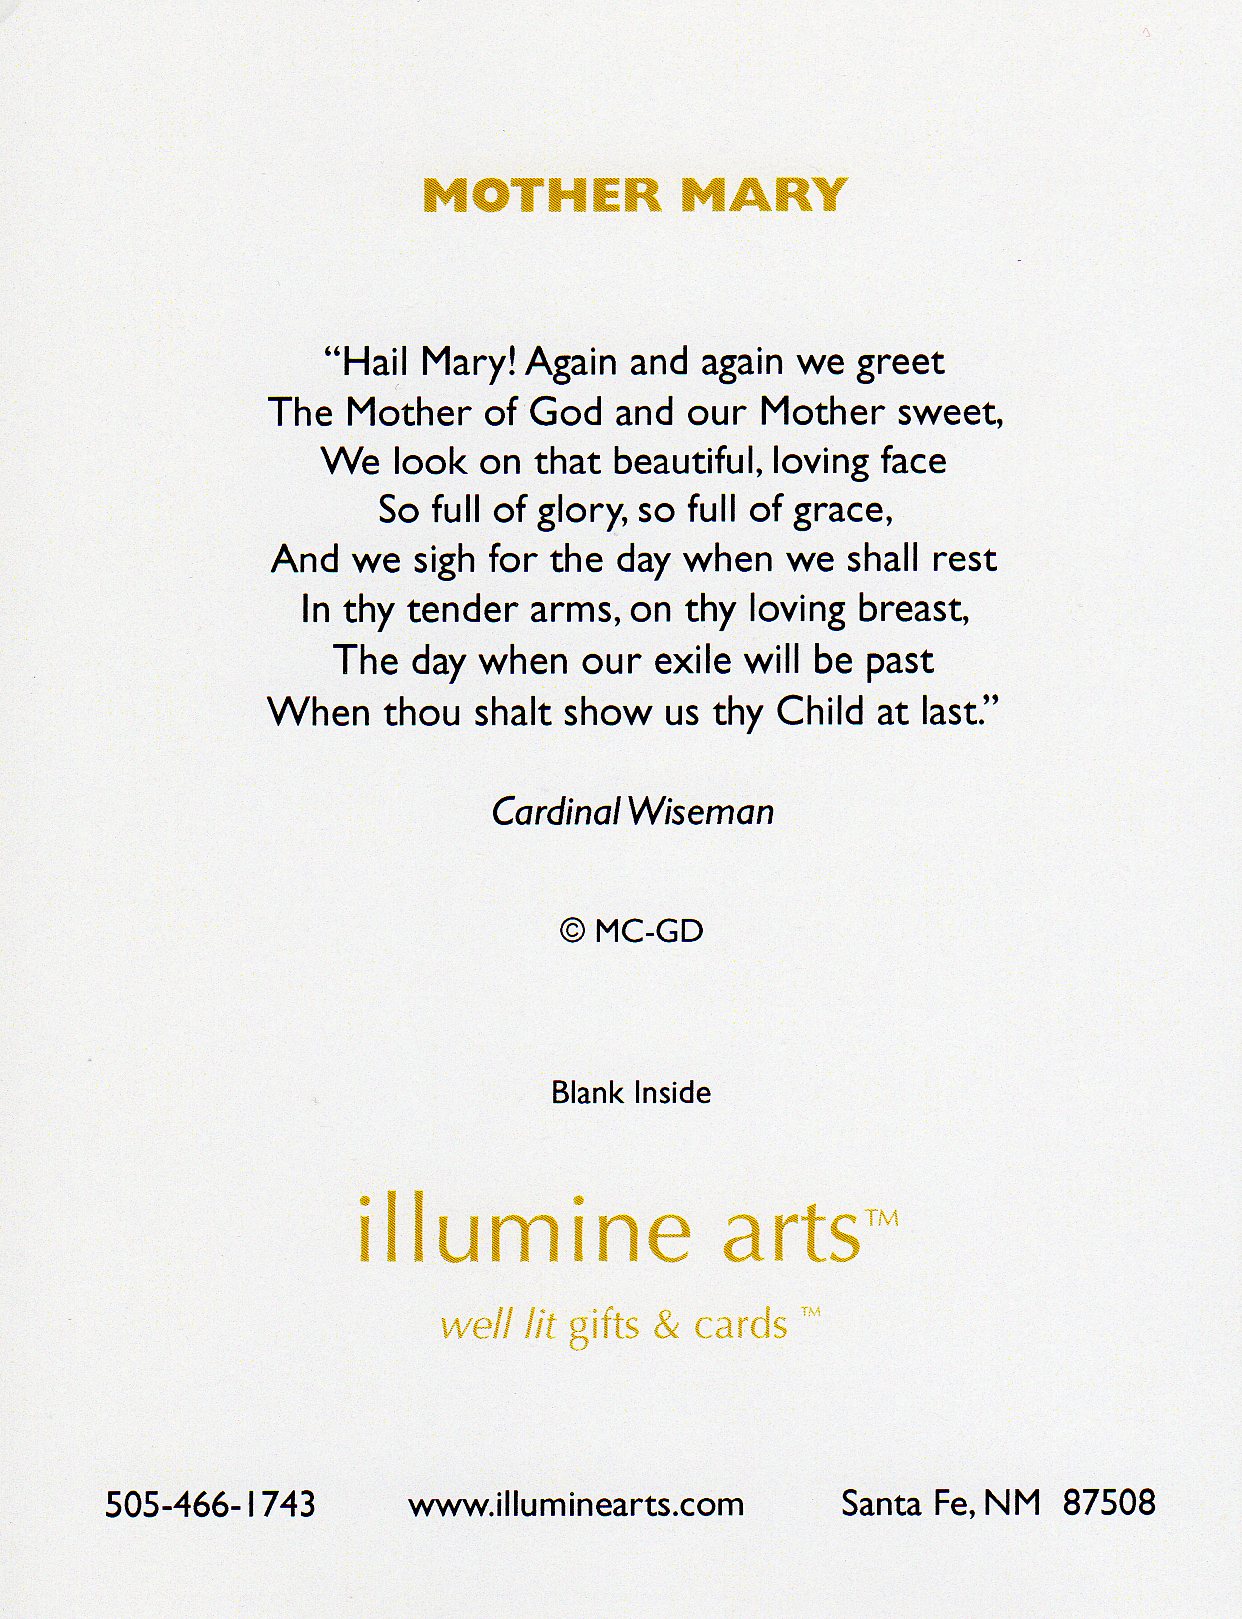 MOTHER MARY
“Hail Mary! Again and again we greet
The Mother of God and our Mother sweet,
We look on that beautiful, loving face
So full of glory, so full of grace,
And we sigh for the day when we shall rest
In thy tender arms, on thy loving breast,
The day when our exile will be past
When thou shalt show us thy Child at last.”
Cardinal Wiseman
© MC-GD
Blank Inside
illumine arts™
well lit gifts & cards ™
505-466-1743 www.illuminearts.com Santa Fe, NM 87508